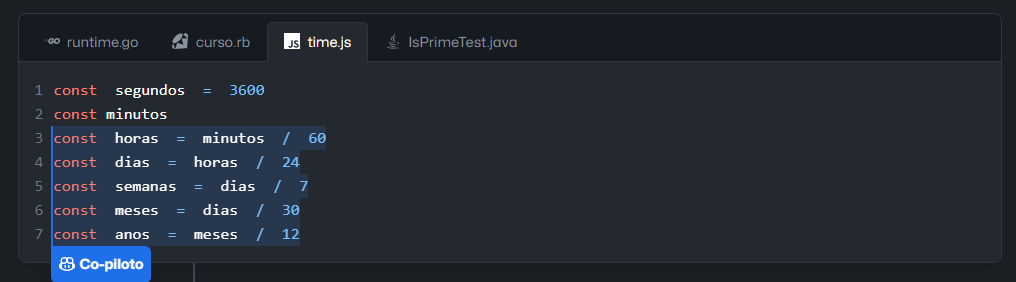 runtime.go curso.rb JS time.js IsPrimeTest.java
1 const segundos = 3600
2 const minutos
3 const horas = minutos / 60
4 const dias = horas / 24
5 const semanas = dias / 7
6 const meses = dias / 30
7 const anos = meses / 12
Co-piloto